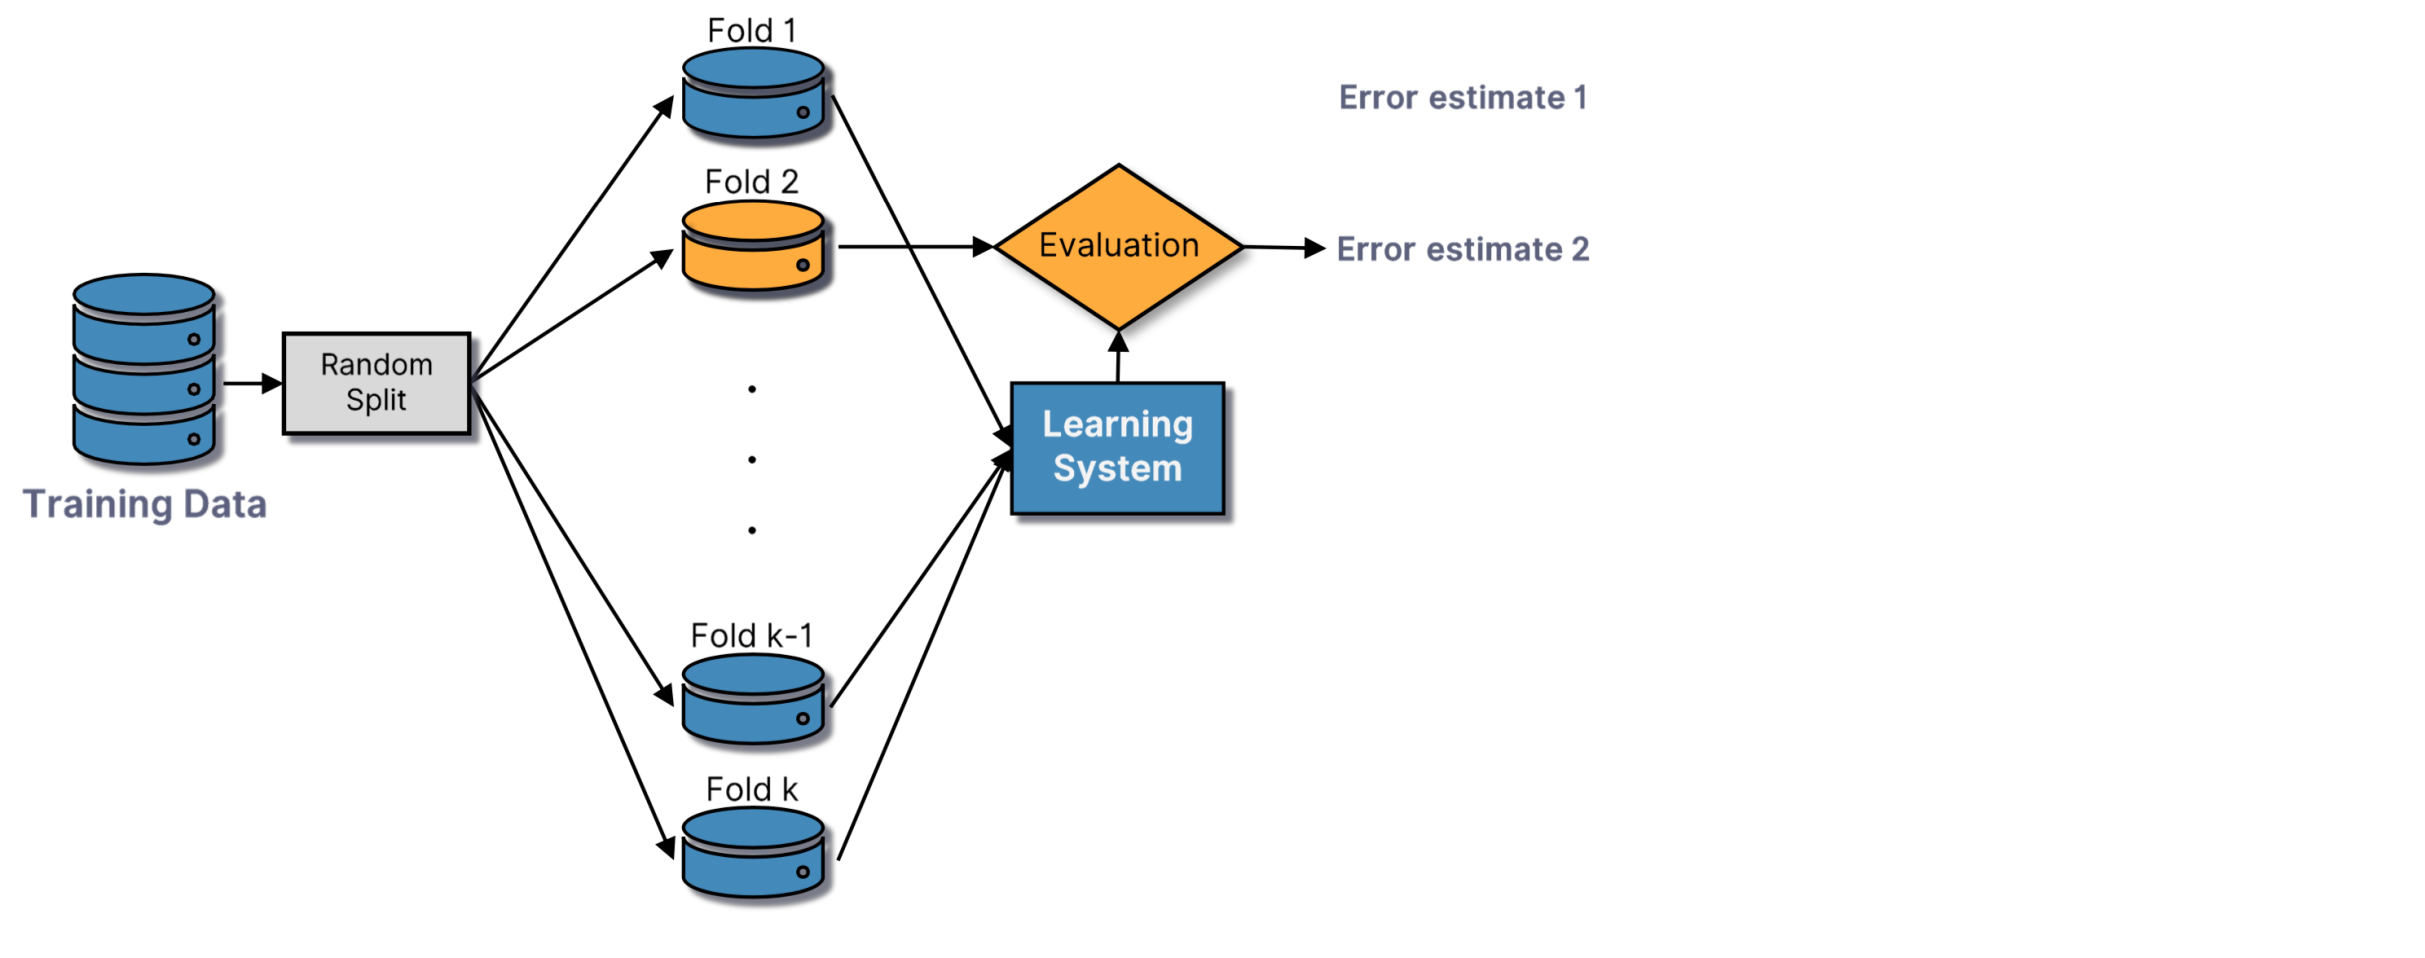 Fold 1
Error estimate 1
Fold 2
Evaluation
Error estimate 2
Random
Split
Learning
System
Training Data
Fold k-1
Fold k